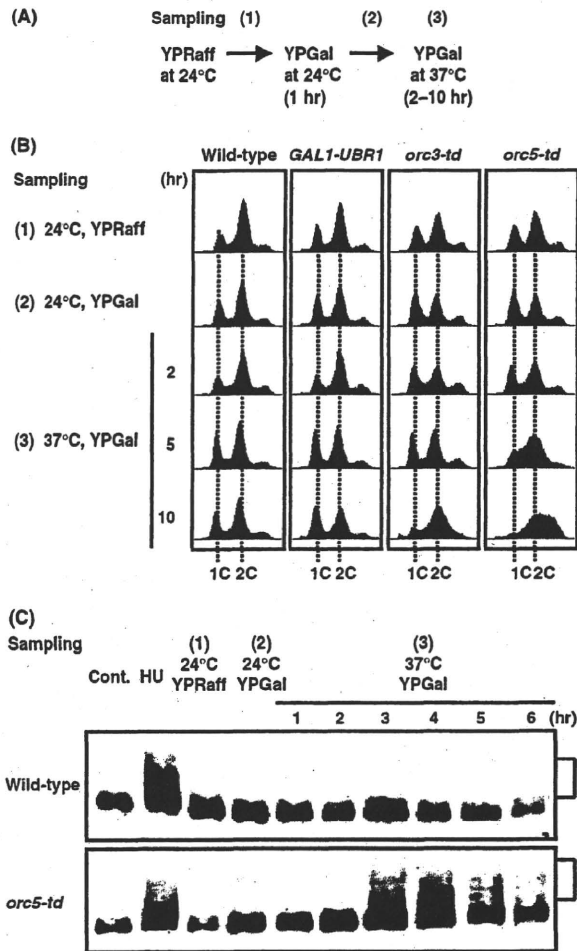 (A)
Sampling (1) (2) (3)
YPRaff YPGal YPGal
at 24°C at 24°C at 37°C
(1 hr) (2–10 hr)
(B)
Wild-type GAL1-UBR1 orc3-td orc5-td
Sampling (hr)
(1) 24°C, YPRaff
(2) 24°C, YPGal
2
(3) 37°C, YPGal 5
10
1C 2C 1C 2C 1C 2C 1C 2C
(C)
Sampling (1) (2) (3)
24°C 24°C 37°C
Cont. HU YPRaff YPGal YPGal
1 2 3 4 5 6 (hr)
Wild-type
orc5-td